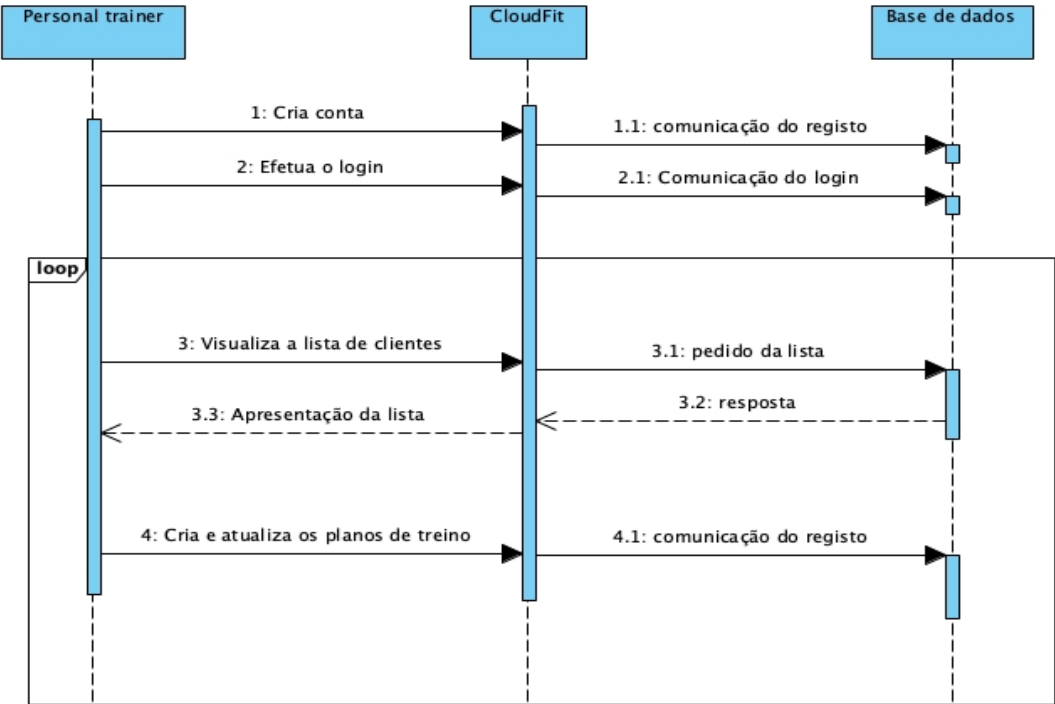 Personal trainer
CloudFit
Base de dados
1: Cria conta
1.1: comunicação do registo
2: Efetua o login
2.1: Comunicação do login
loop
3: Visualiza a lista de clientes
3.1: pedido da lista
3.2: resposta
3.3: Apresentação da lista
4: Cria e atualiza os planos de treino
4.1: comunicação do registo